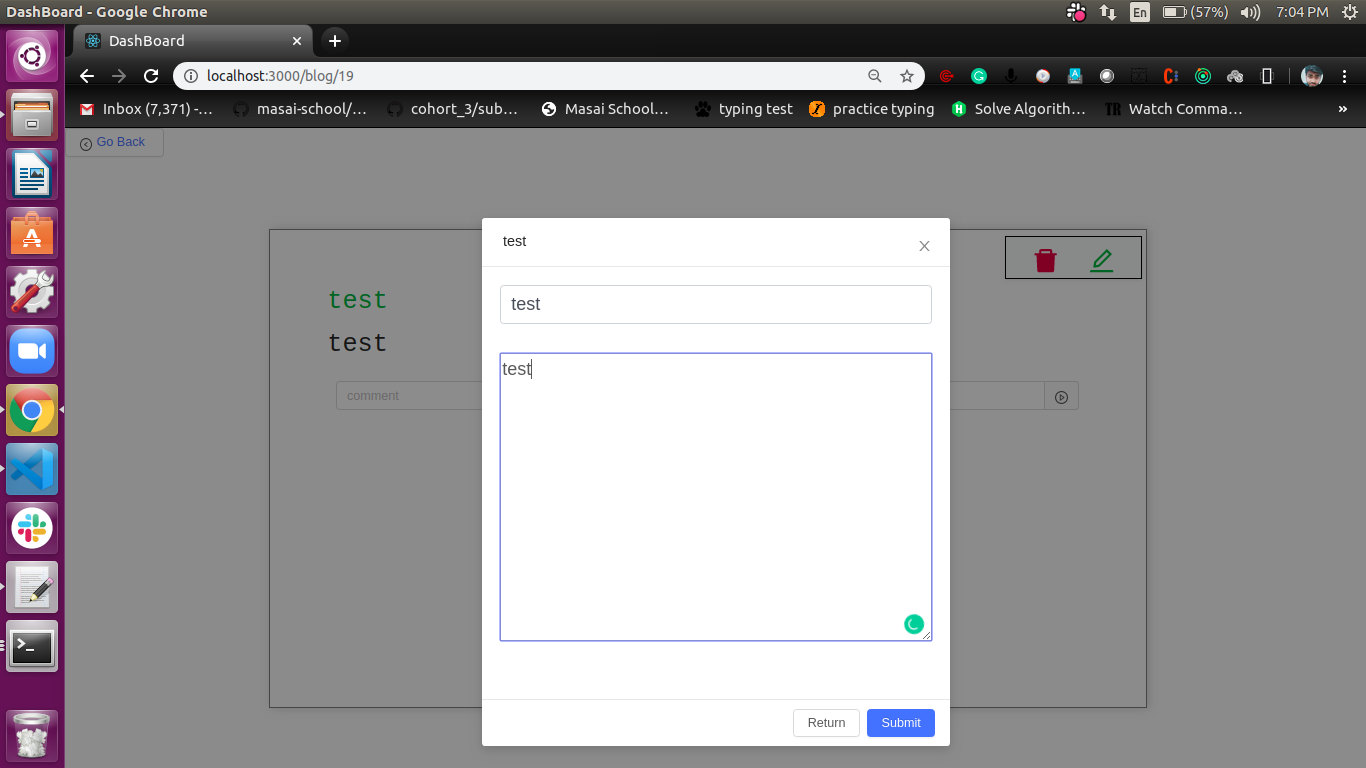 DashBoard - Google Chrome
En (57%) 7:04 PM
DashBoard
localhost:3000/blog/19
Inbox (7,371) -... masai-school/... cohort_3/sub... Masai School... typing test practice typing Solve Algorith... TR Watch Comma... »
Go Back
test
test
test
test
test
comment
Return Submit